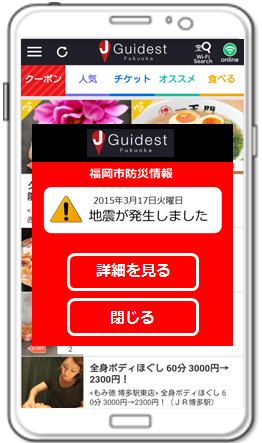 J Guidest
Fukuoka
Wi-Fi
Search
online
クーポン 人気 チケット オススメ 食べる
J Guidest
Fukuoka
福岡市防災情報
2015年3月17日火曜日
地震が発生しました
詳細を見る
閉じる
2
全身ボディほぐし 60分 3000円→
2300円！
<もみ徳 博多駅東店> 全身ボディほぐし 6
0分 3000円→2300円！（ＪＲ博多駅）